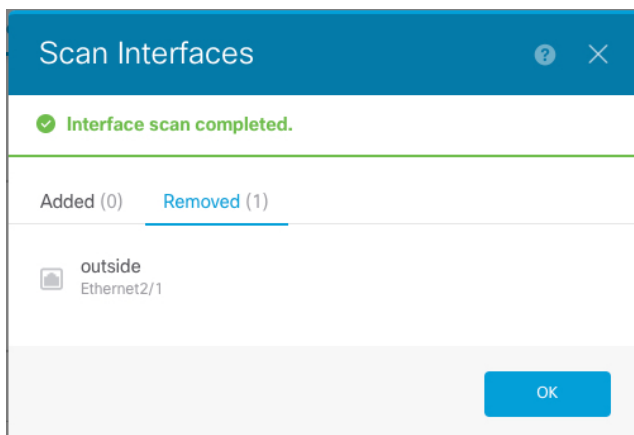 Scan Interfaces
Interface scan completed.
Added (0) Removed (1)
outside
Ethernet2/1
OK